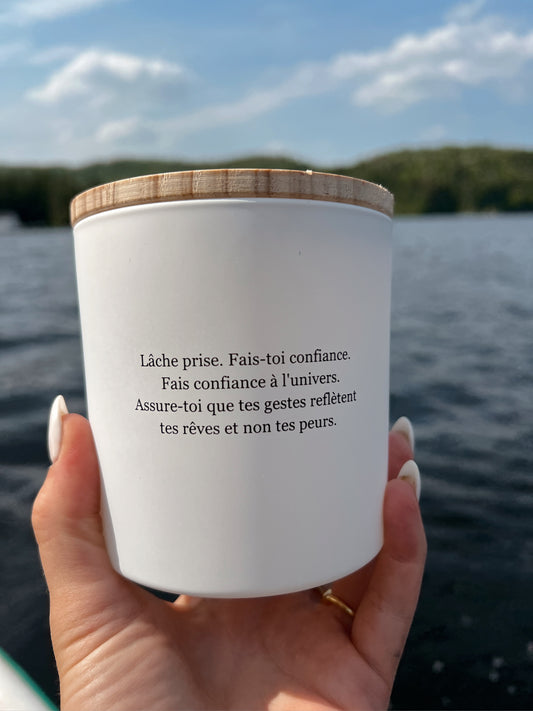 Lâche prise. Fais-toi confiance.
Fais confiance à l'univers.
Assure-toi que tes gestes reflètent
tes rêves et non tes peurs.